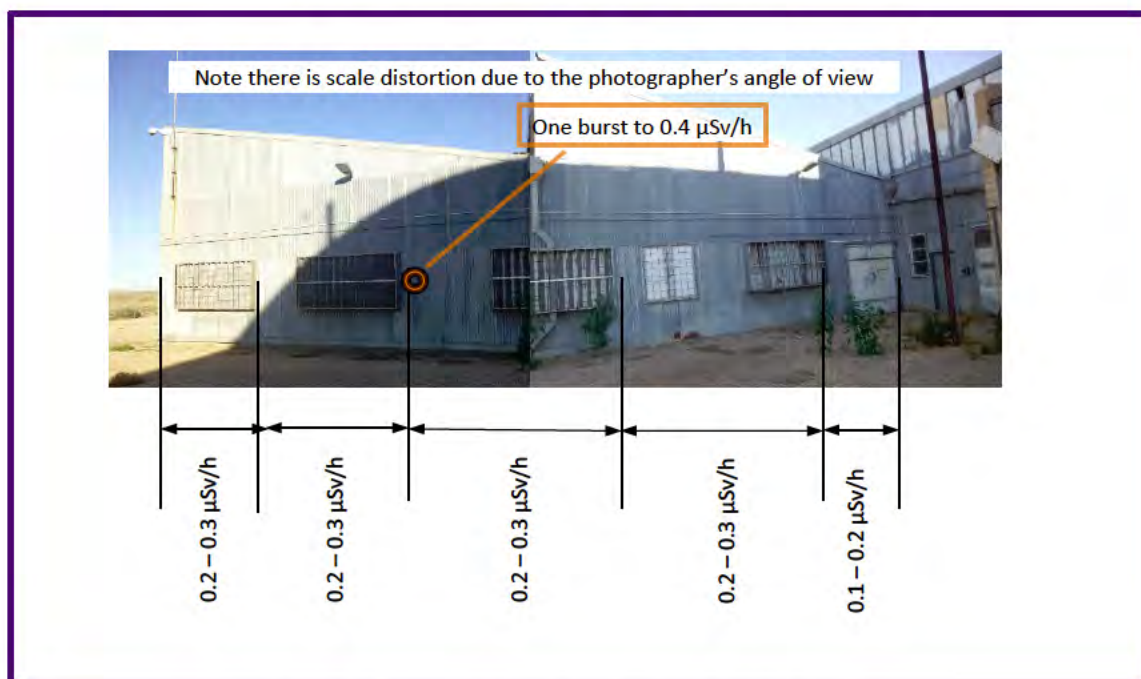 Note there is scale distortion due to the photographer's angle of view
One burst to 0.4 µSv/h
0.2 – 0.3 µSv/h
0.2 – 0.3 µSv/h
0.2 – 0.3 µSv/h
0.2 – 0.3 µSv/h
0.1 – 0.2 µSv/h